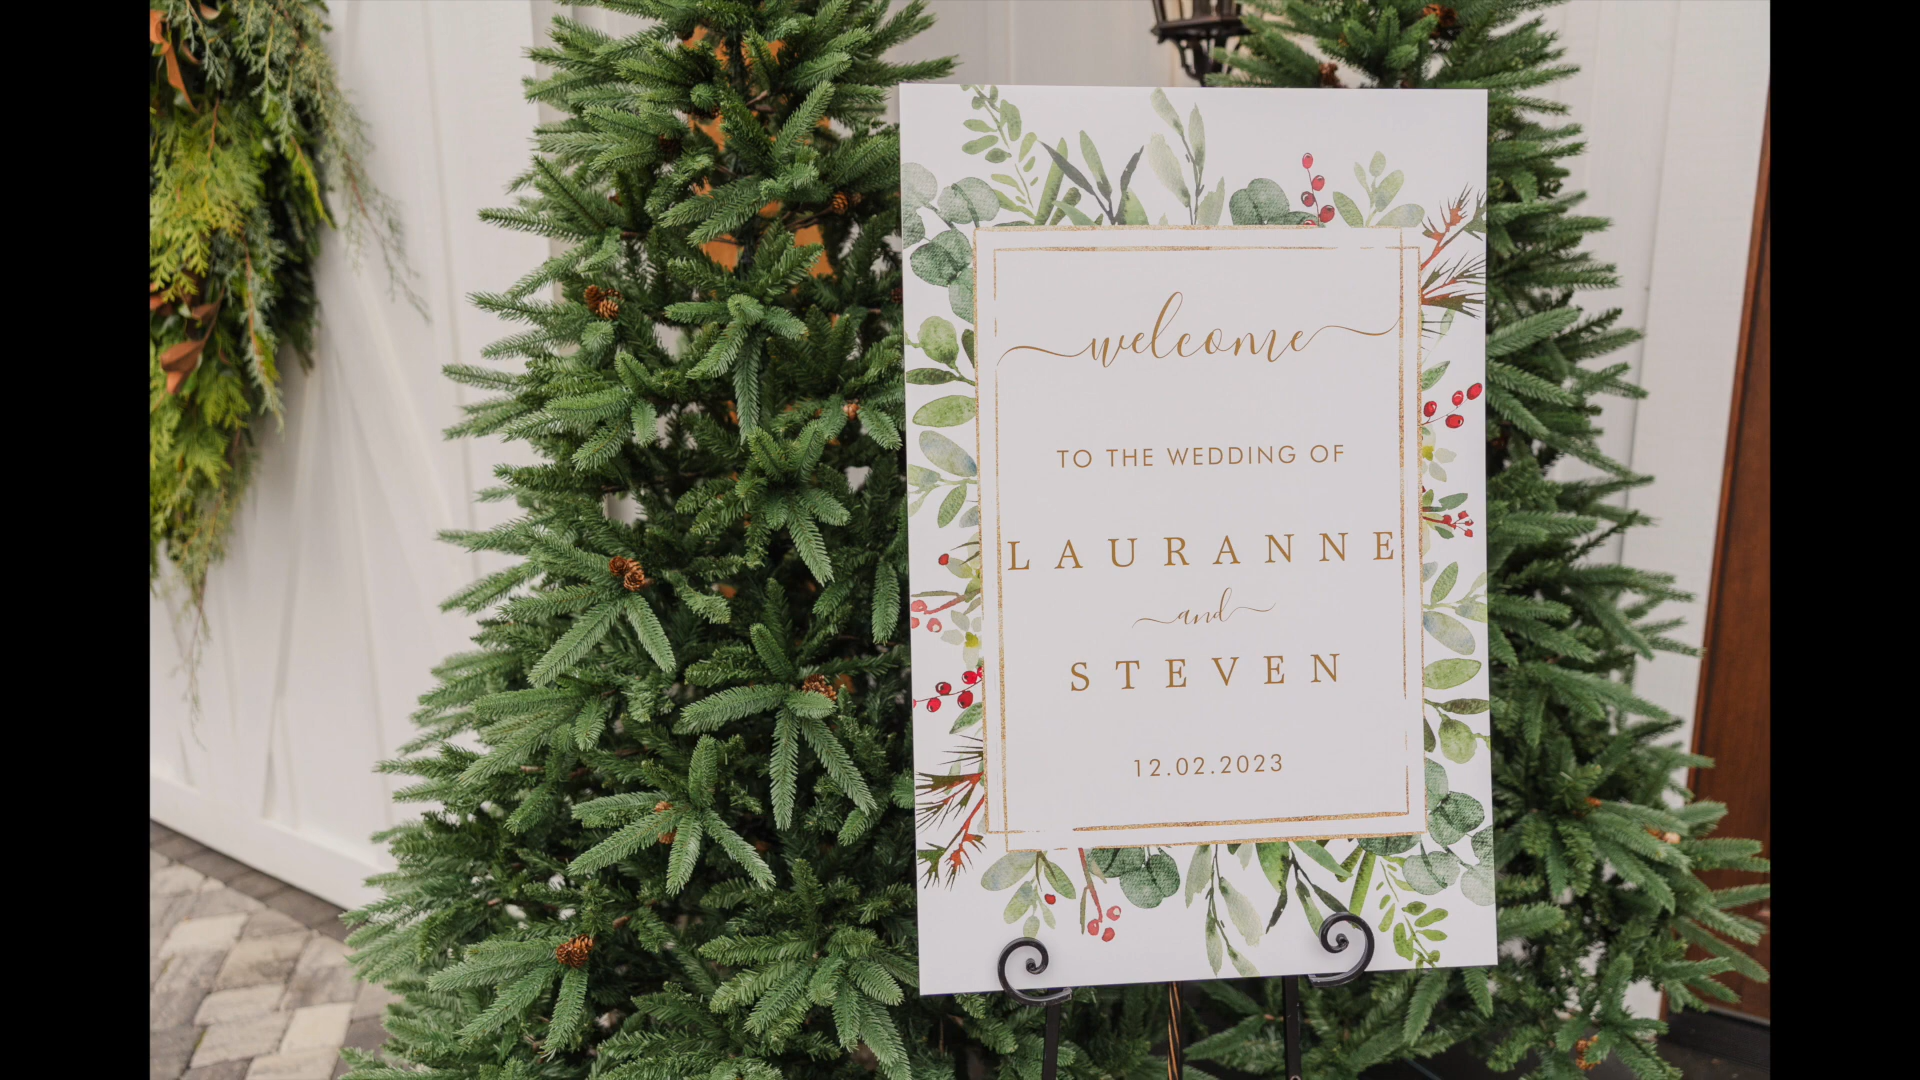 welcome
TO THE WEDDING OF
LAURANNE
and
STEVEN
12.02.2023